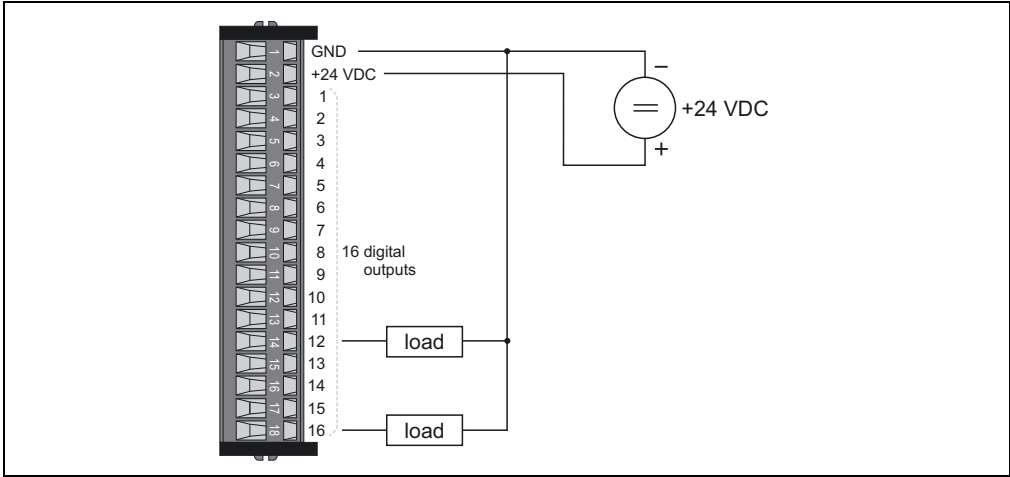 1 GND
2 +24 VDC
−
+24 VDC
+
3 1
4 2
5 3
6 4
7 5
8 6
9 7
10 8
16 digital
outputs
11 9
12 10
13 11
14 12 load
15 13
16 14
17 15
18 16 load